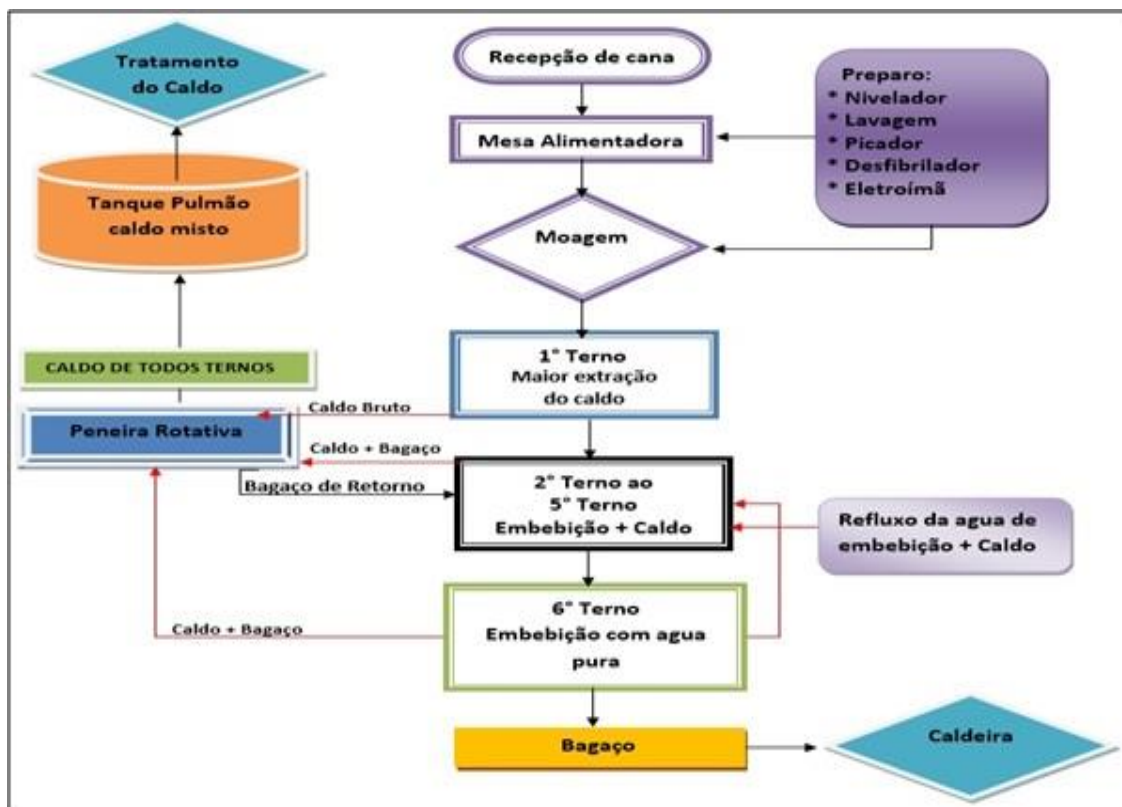 Tratamento
do Caldo
Tanque Pulmão
caldo misto
CALDO DE TODOS TERNOS
Peneira Rotativa
Recepção de cana
Mesa Alimentadora
Moagem
Preparo:
* Nivelador
* Lavagem
* Picador
* Desfibrilador
* Eletroímã
1° Terno
Maior extração
do caldo
Caldo Bruto
Caldo + Bagaço
Bagaço de Retorno
2° Terno ao
5° Terno
Embebição + Caldo
Refluxo da agua de
embebição + Caldo
6° Terno
Embebição com agua
pura
Caldo + Bagaço
Bagaço
Caldeira